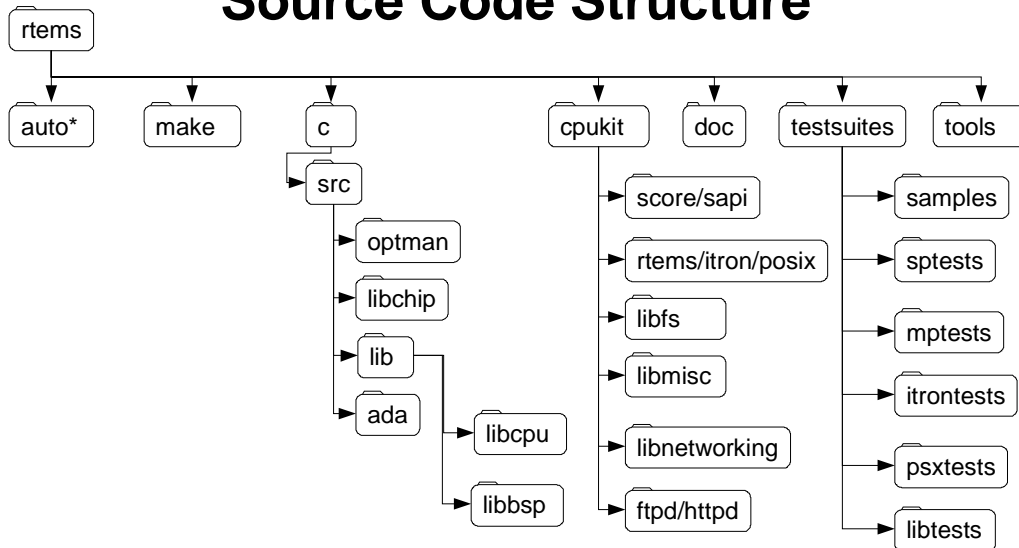 Source Code Structure
rtems
auto*
make
c
cpukit
doc
testsuites
tools
src
score/sapi
samples
optman
rtems/itron/posix
sptests
libchip
libfs
mptests
lib
libmisc
itrontests
ada
libcpu
libnetworking
psxtests
libbsp
ftpd/httpd
libtests